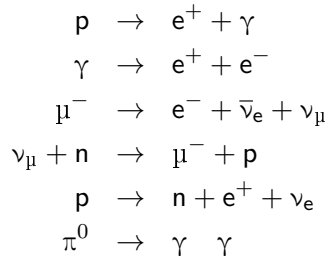 p → e⁺ + γ
γ → e⁺ + e⁻
μ⁻ → e⁻ + ν̅ₑ + ν_μ
ν_μ + n → μ⁻ + p
p → n + e⁺ + νₑ
π⁰ → γ γ